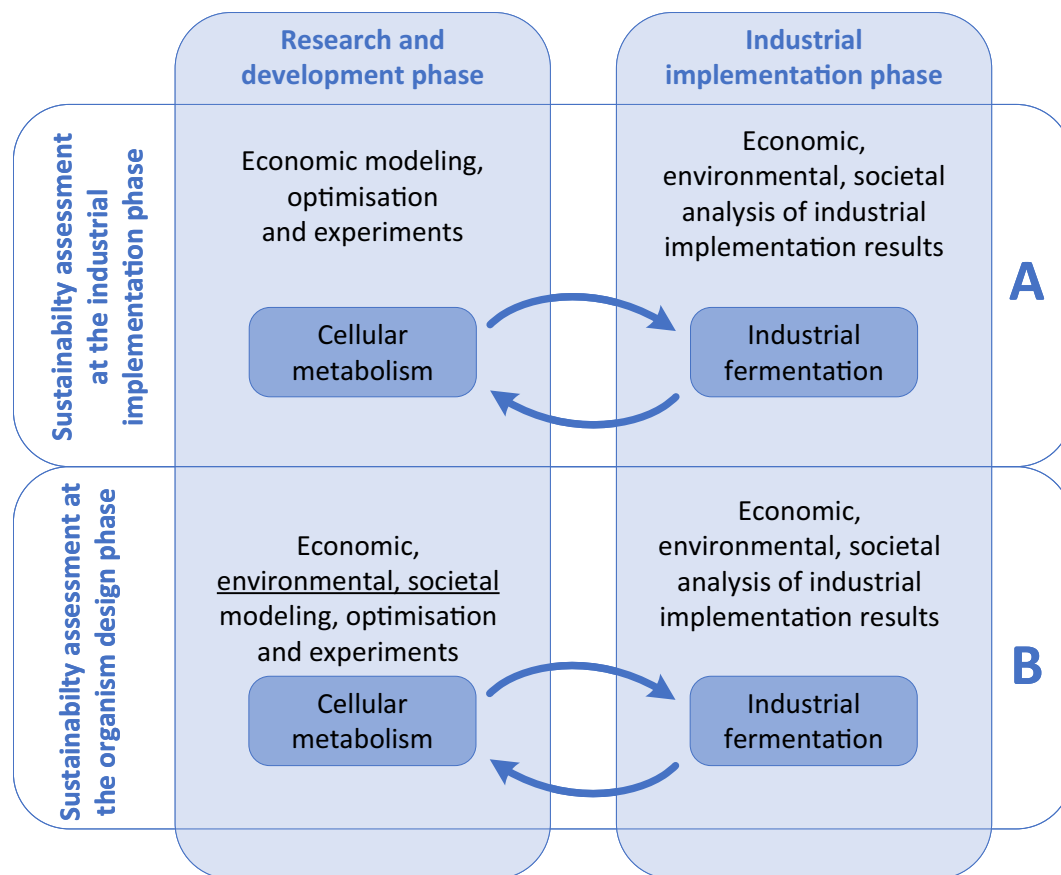 Research and
development phase
Industrial
implementation phase
Sustainabilty assessment
at the industrial
implementation phase
Economic modeling,
optimisation
and experiments
Economic,
environmental, societal
analysis of industrial
implementation results
A
Cellular
metabolism
Industrial
fermentation
Sustainabilty assessment at
the organism design phase
Economic,
environmental, societal
modeling, optimisation
and experiments
Economic,
environmental, societal
analysis of industrial
implementation results
B
Cellular
metabolism
Industrial
fermentation